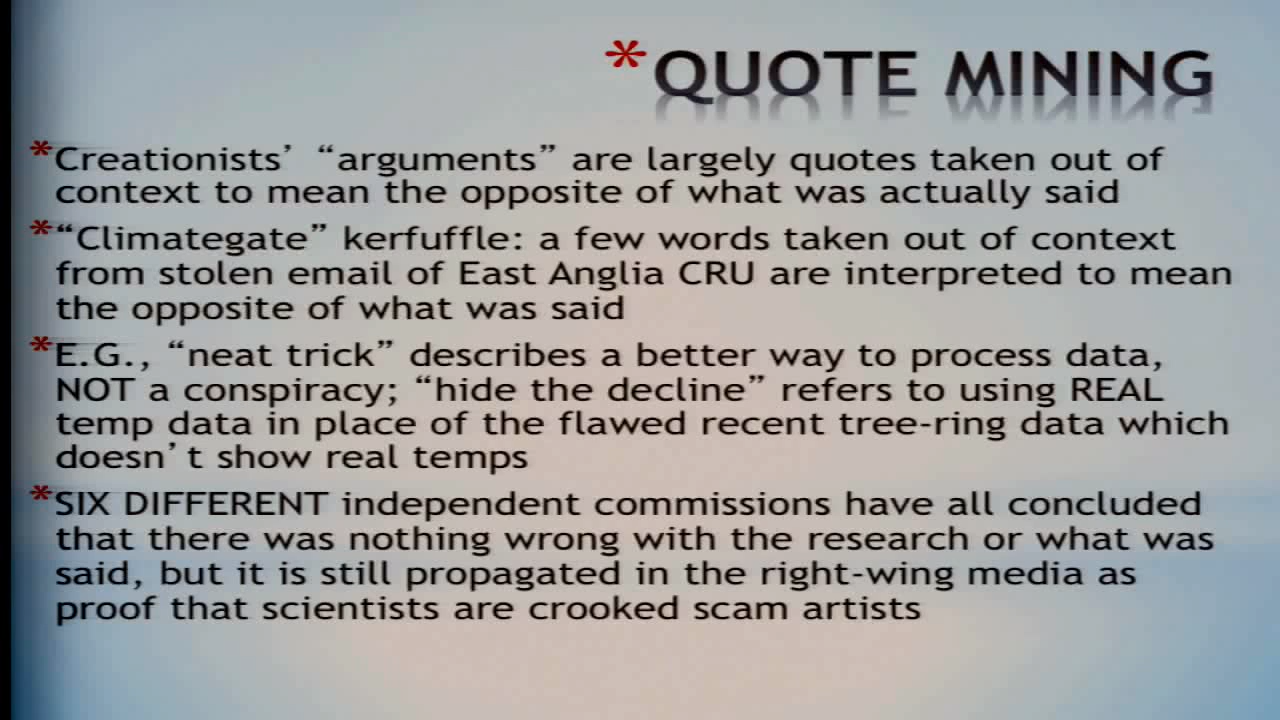 *QUOTE MINING
*Creationists’ “arguments” are largely quotes taken out of
context to mean the opposite of what was actually said
*“Climategate” kerfuffle: a few words taken out of context
from stolen email of East Anglia CRU are interpreted to mean
the opposite of what was said
*E.G., “neat trick” describes a better way to process data,
NOT a conspiracy; “hide the decline” refers to using REAL
temp data in place of the flawed recent tree-ring data which
doesn’t show real temps
*SIX DIFFERENT independent commissions have all concluded
that there was nothing wrong with the research or what was
said, but it is still propagated in the right-wing media as
proof that scientists are crooked scam artists